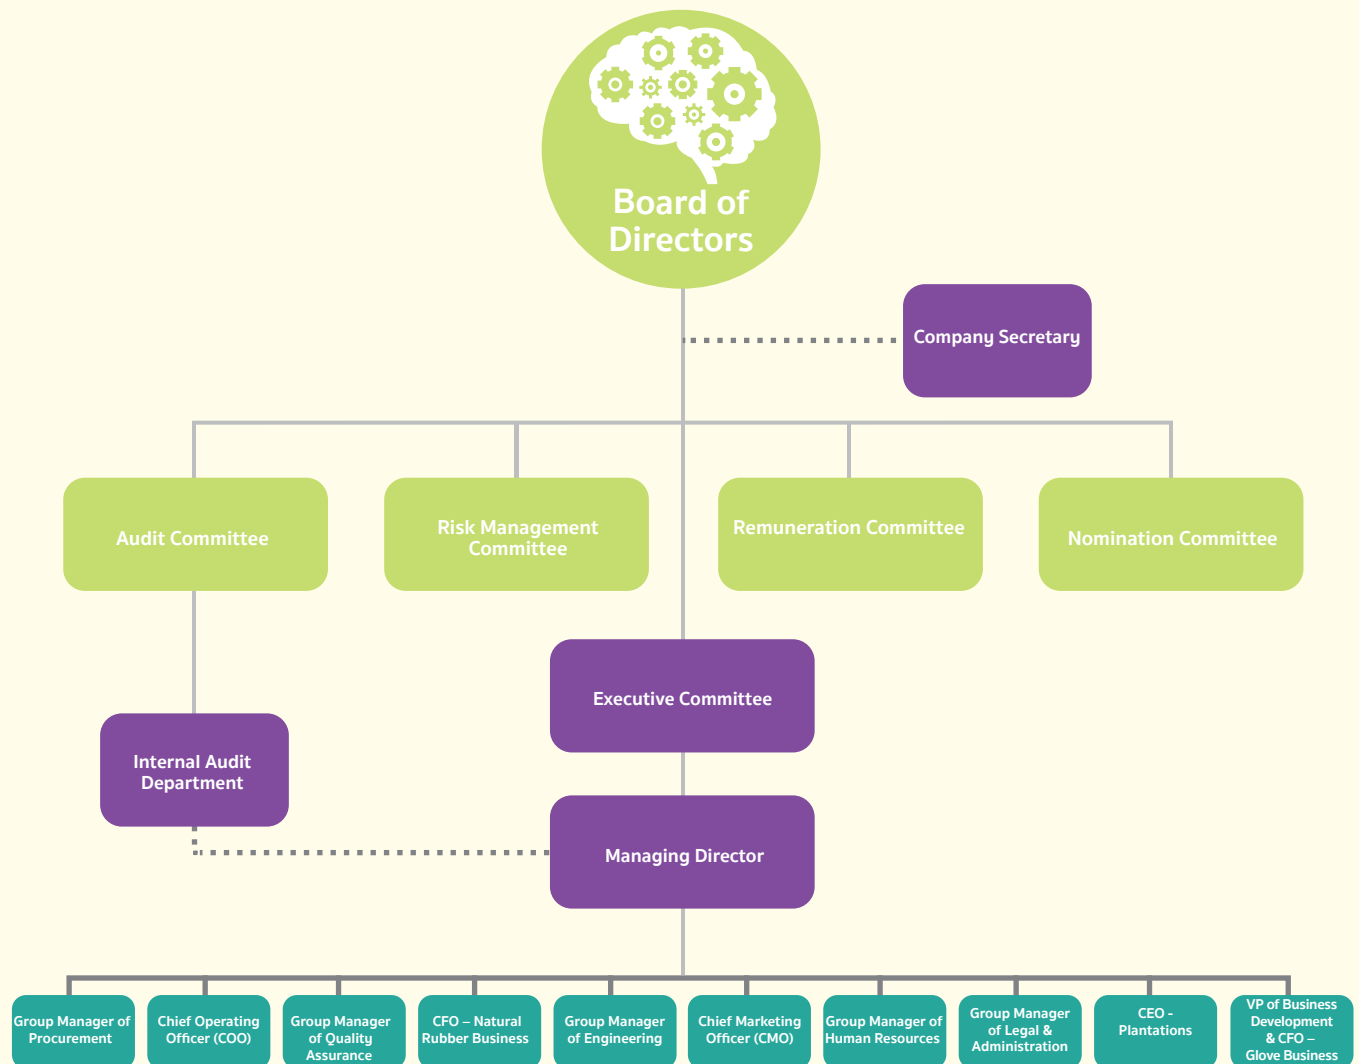 Board of
Directors
Company Secretary
Audit Committee
Risk Management
Committee
Remuneration Committee
Nomination Committee
Executive Committee
Internal Audit
Department
Managing Director
Group Manager of
Procurement
Chief Operating
Officer (COO)
Group Manager
of Quality
Assurance
CFO – Natural
Rubber Business
Group Manager
of Engineering
Chief Marketing
Officer (CMO)
Group Manager of
Human Resources
Group Manager
of Legal &
Administration
CEO -
Plantations
VP of Business
Development
& CFO –
Glove Business